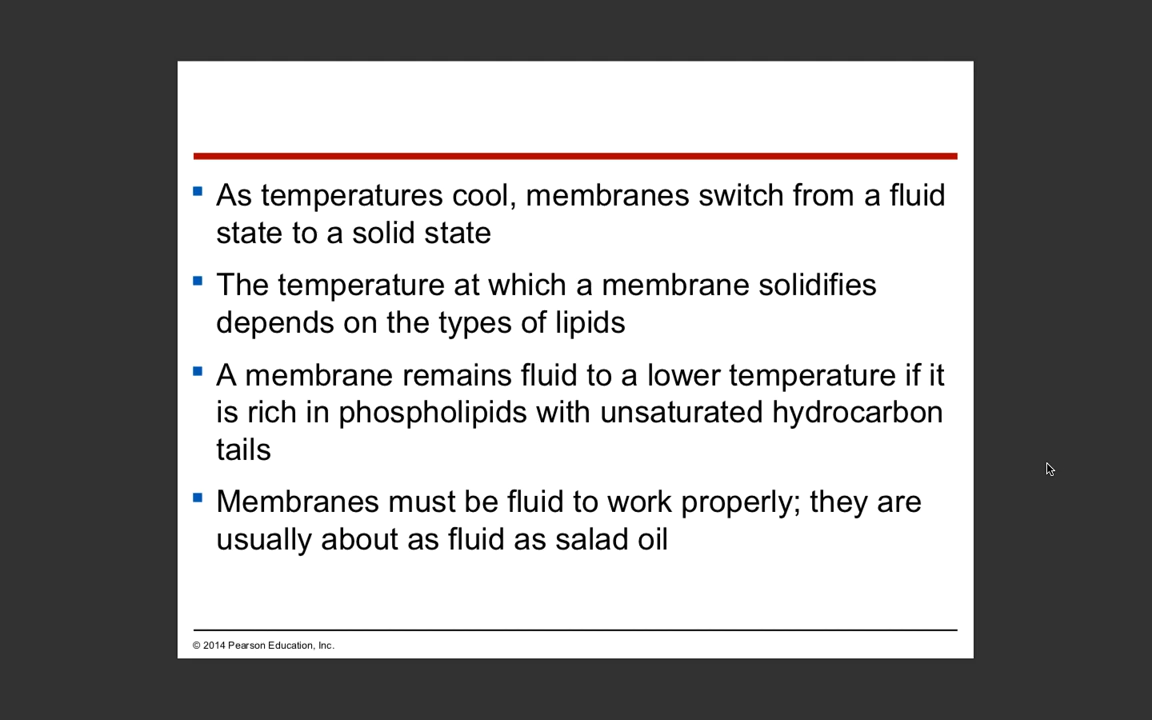 As temperatures cool, membranes switch from a fluid
state to a solid state
The temperature at which a membrane solidifies
depends on the types of lipids
A membrane remains fluid to a lower temperature if it
is rich in phospholipids with unsaturated hydrocarbon
tails
Membranes must be fluid to work properly; they are
usually about as fluid as salad oil
© 2014 Pearson Education, Inc.